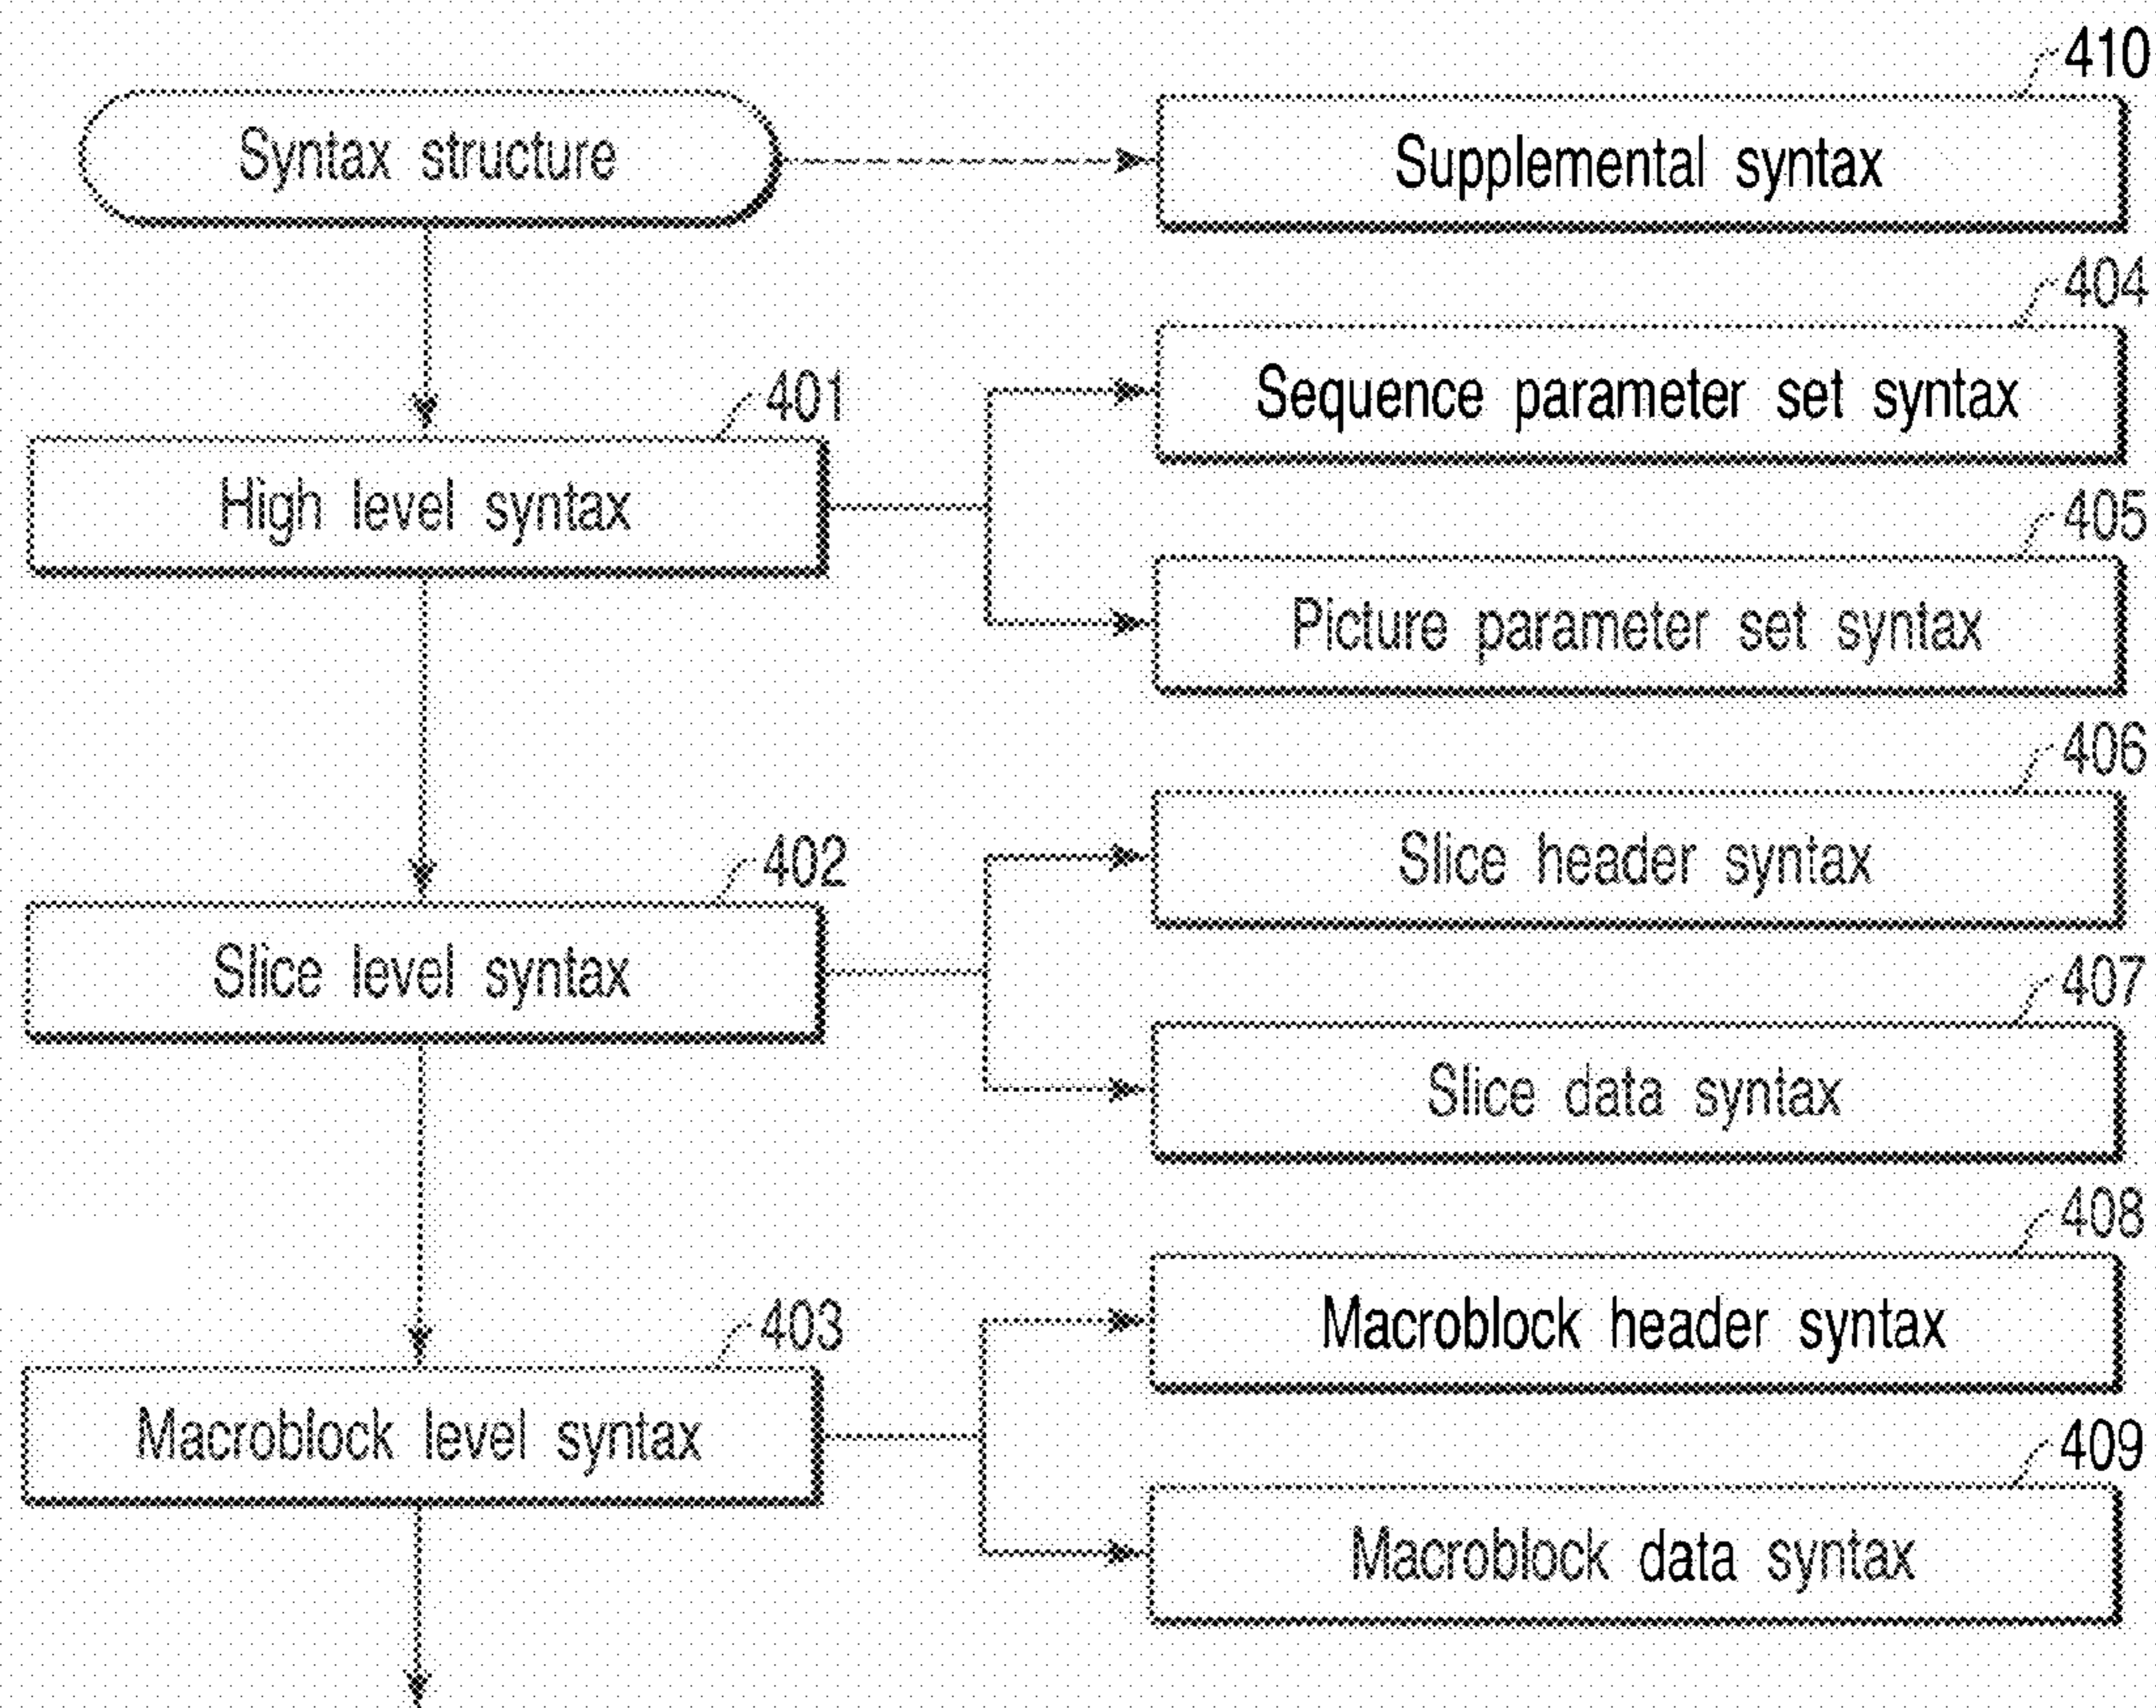 410
Syntax structure
Supplemental syntax
404
Sequence parameter set syntax
401
High level syntax
405
Picture parameter set syntax
406
Slice header syntax
402
Slice level syntax
407
Slice data syntax
408
Macroblock header syntax
403
Macroblock level syntax
409
Macroblock data syntax